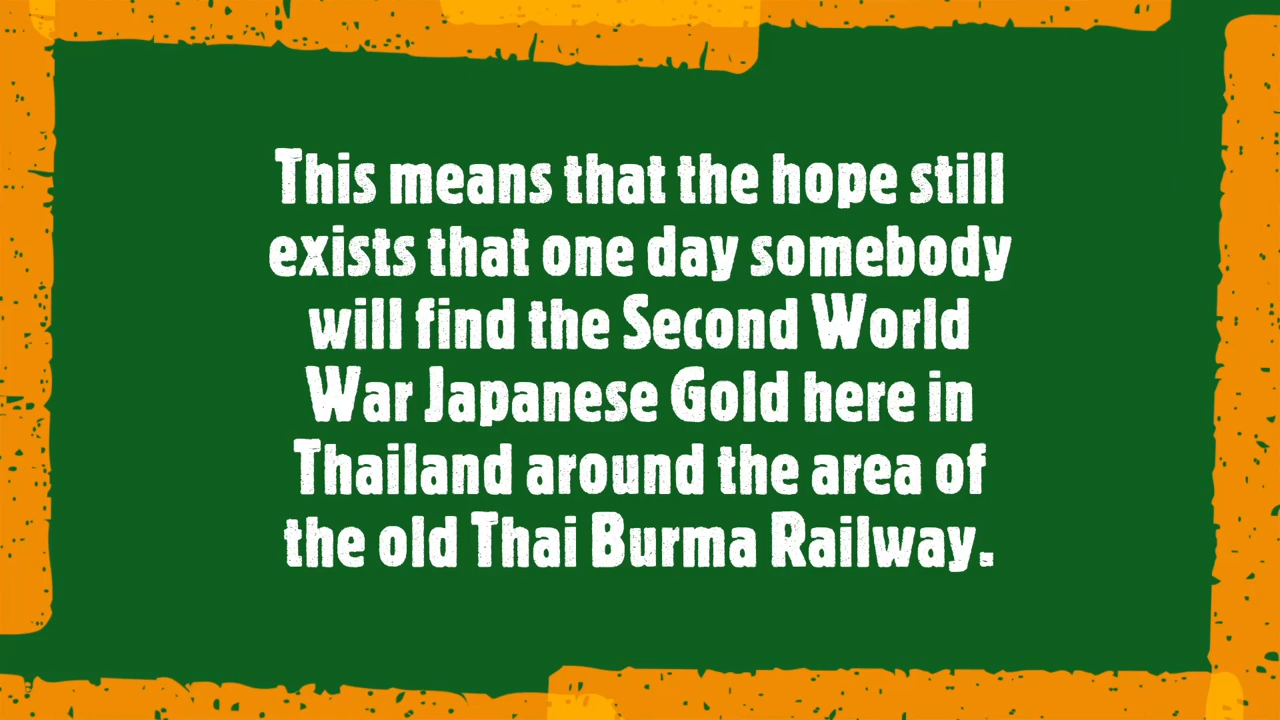 This means that the hope still
exists that one day somebody
will find the Second World
War Japanese Gold here in
Thailand around the area of
the old Thai Burma Railway.